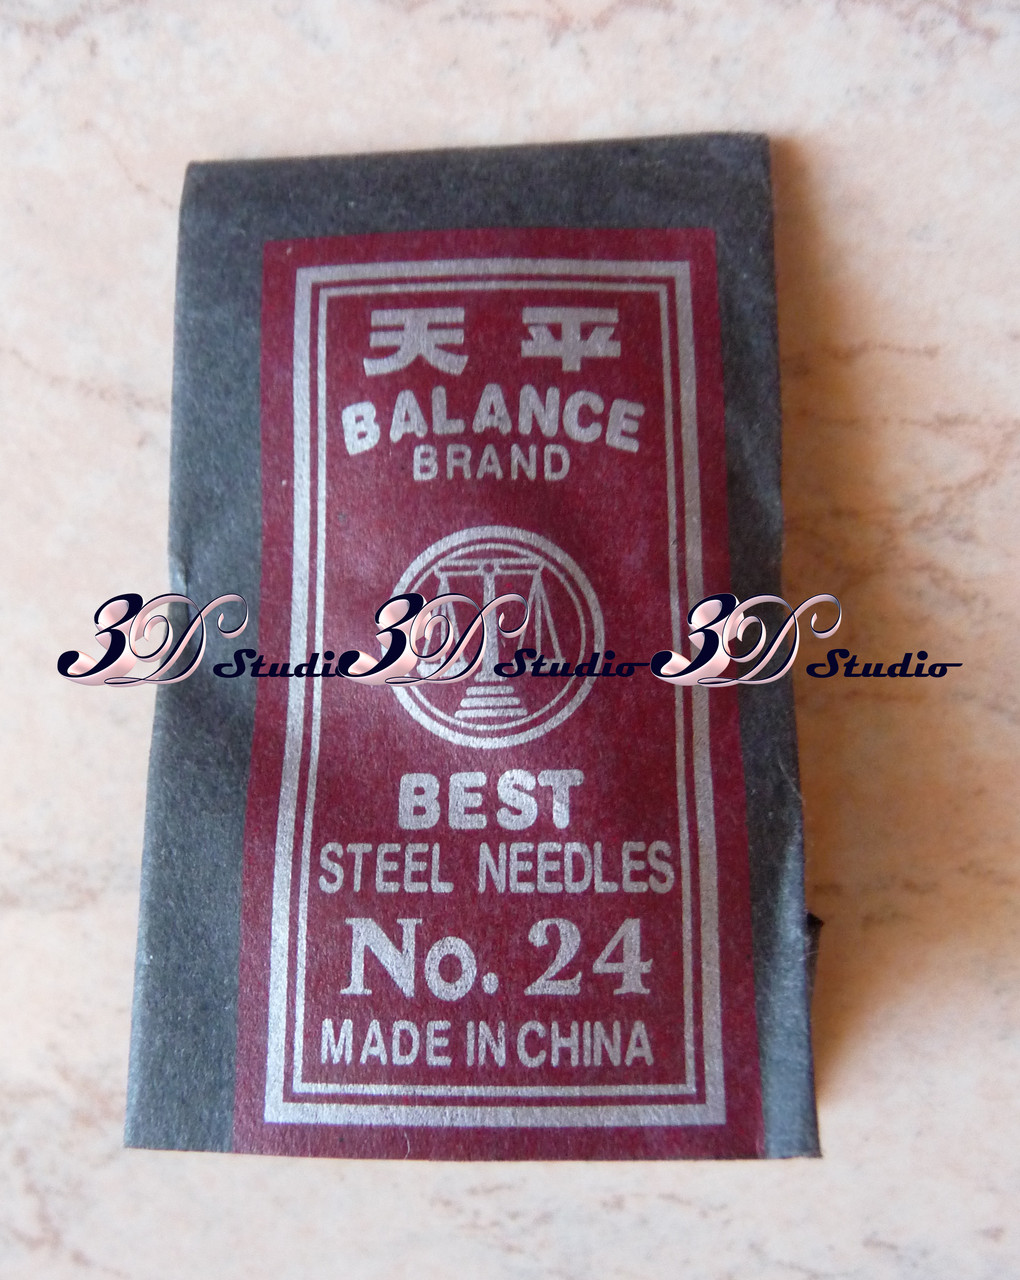 天平
BALANCE
BRAND
3D Studio 3D Studio 3D Studio
BEST
STEEL NEEDLES
No. 24
MADE IN CHINA